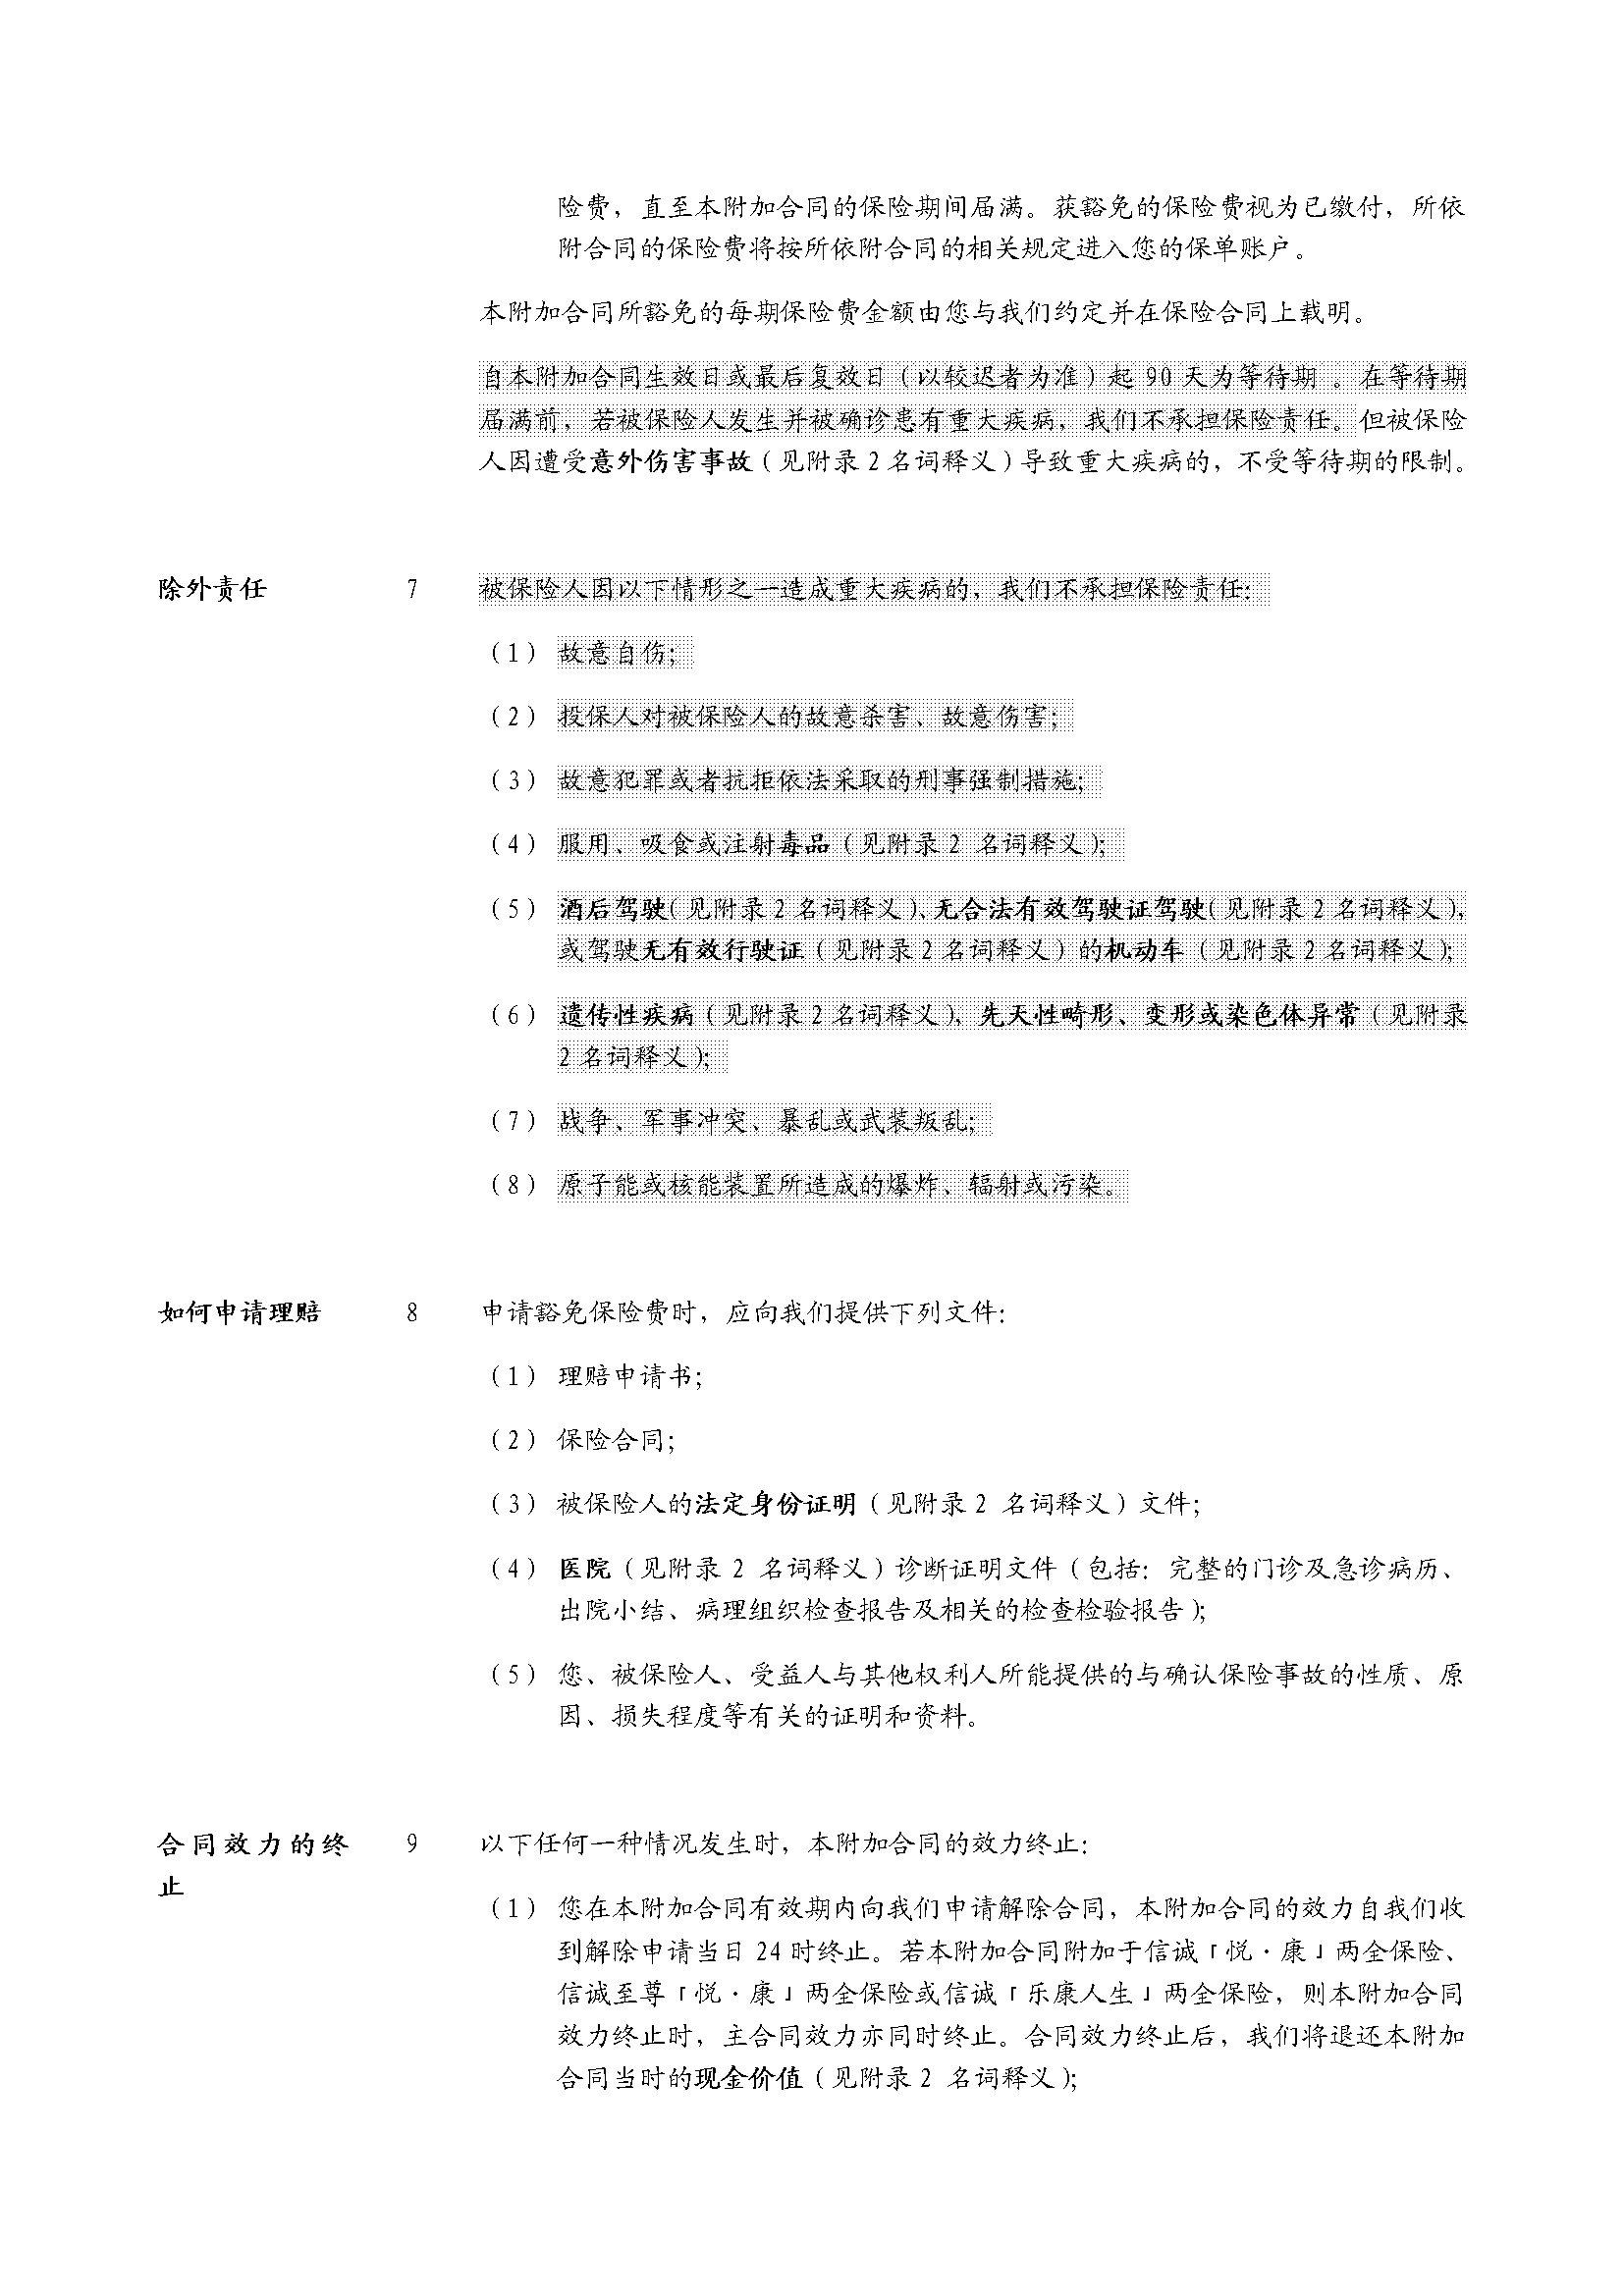 险费，直至本附加合同的保险期间届满。获豁免的保险费视为已缴付，所依
附合同的保险费将按所依附合同的相关规定进入您的保单账户。
本附加合同所豁免的每期保险费金额由您与我们约定并在保险合同上载明。
自本附加合同生效日或最后复效日（以较迟者为准）起 90 天为等待期 。在等待期
届满前，若被保险人发生并被确诊患有重大疾病，我们不承担保险责任。但被保险
人因遭受意外伤害事故（见附录 2 名词释义）导致重大疾病的，不受等待期的限制。
除外责任 7 被保险人因以下情形之一造成重大疾病的，我们不承担保险责任：
（1） 故意自伤；
（2） 投保人对被保险人的故意杀害、故意伤害；
（3） 故意犯罪或者抗拒依法采取的刑事强制措施；
（4） 服用、吸食或注射毒品（见附录 2 名词释义）；
（5） 酒后驾驶（见附录 2 名词释义）、无合法有效驾驶证驾驶（见附录 2 名词释义），
或驾驶无有效行驶证（见附录 2 名词释义）的机动车（见附录 2 名词释义）；
（6） 遗传性疾病（见附录 2 名词释义），先天性畸形、变形或染色体异常（见附录
2 名词释义）；
（7） 战争、军事冲突、暴乱或武装叛乱；
（8） 原子能或核能装置所造成的爆炸、辐射或污染。
如何申请理赔 8 申请豁免保险费时，应向我们提供下列文件：
（1） 理赔申请书；
（2） 保险合同；
（3） 被保险人的法定身份证明（见附录 2 名词释义）文件；
（4） 医院（见附录 2 名词释义）诊断证明文件（包括：完整的门诊及急诊病历、
出院小结、病理组织检查报告及相关的检查检验报告）；
（5） 您、被保险人、受益人与其他权利人所能提供的与确认保险事故的性质、原
因、损失程度等有关的证明和资料。
合同效力的终 9 以下任何一种情况发生时，本附加合同的效力终止：
止
（1） 您在本附加合同有效期内向我们申请解除合同，本附加合同的效力自我们收
到解除申请当日 24 时终止。若本附加合同附加于信诚「悦·康」两全保险、
信诚至尊「悦·康」两全保险或信诚「乐康人生」两全保险，则本附加合同
效力终止时，主合同效力亦同时终止。合同效力终止后，我们将退还本附加
合同当时的现金价值（见附录 2 名词释义）；